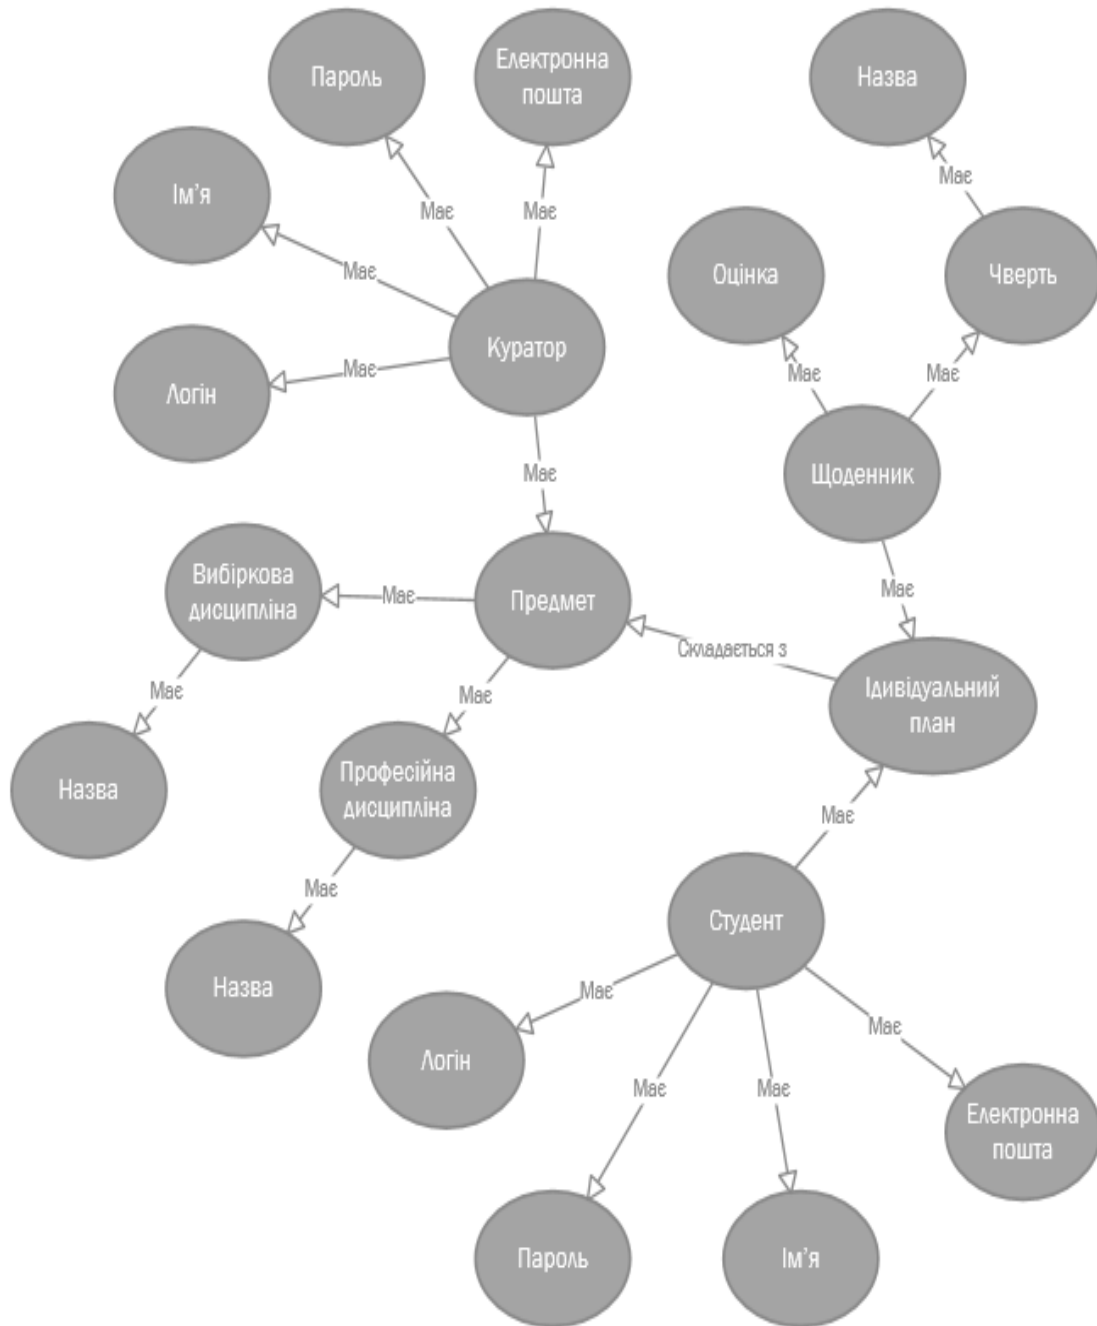 Пароль
Електронна
пошта
Назва
Ім'я
Має
Має
Має
Має
Оцінка
Чверть
Куратор
Логін
Має
Має
Має
Має
Щоденник
Вибіркова
дисципліна
Має
Предмет
Має
Складається з
Має
Має
Ідивідуальний
план
Назва
Професійна
дисципліна
Має
Має
Студент
Назва
Має
Логін
Має
Має
Має
Електронна
пошта
Пароль
Ім'я